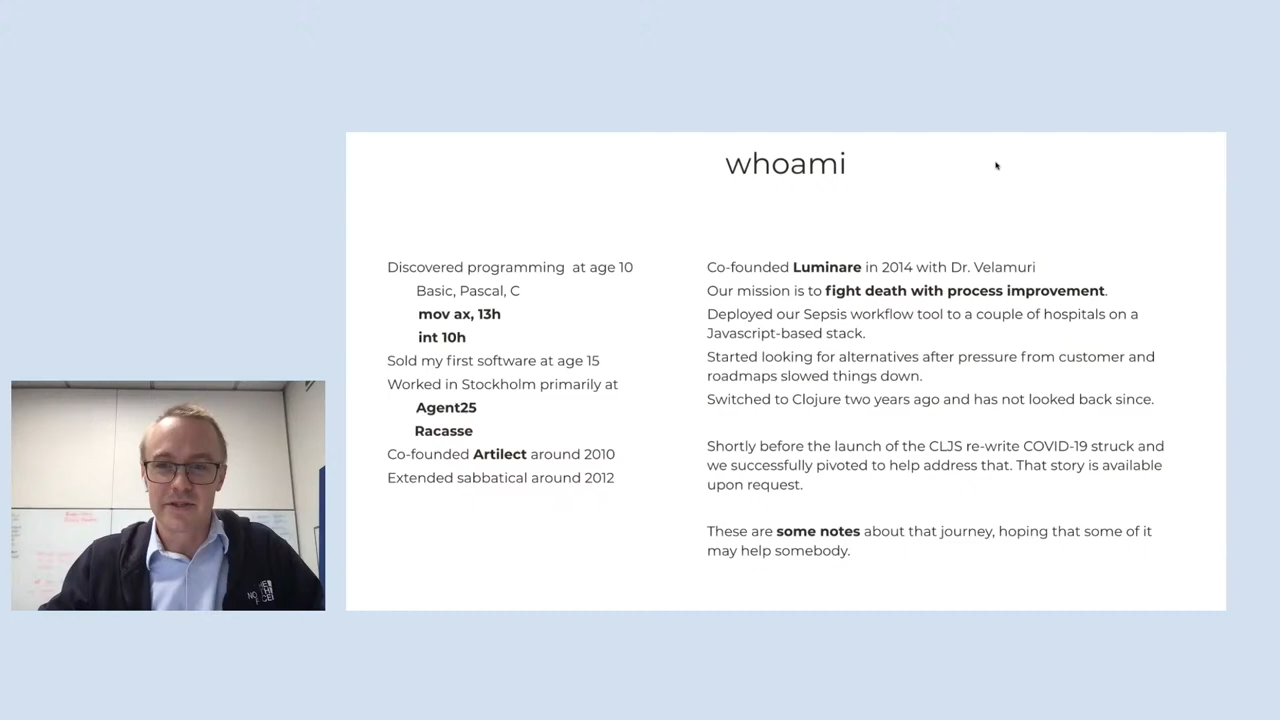 whoami
Discovered programming at age 10
Basic, Pascal, C
mov ax, 13h
int 10h
Sold my first software at age 15
Worked in Stockholm primarily at
Agent25
Racasse
Co-founded Artilect around 2010
Extended sabbatical around 2012
Co-founded Luminare in 2014 with Dr. Velamuri
Our mission is to fight death with process improvement.
Deployed our Sepsis workflow tool to a couple of hospitals on a
Javascript-based stack.
Started looking for alternatives after pressure from customer and
roadmaps slowed things down.
Switched to Clojure two years ago and has not looked back since.
Shortly before the launch of the CLJS re-write COVID-19 struck and
we successfully pivoted to help address that. That story is available
upon request.
These are some notes about that journey, hoping that some of it
may help somebody.